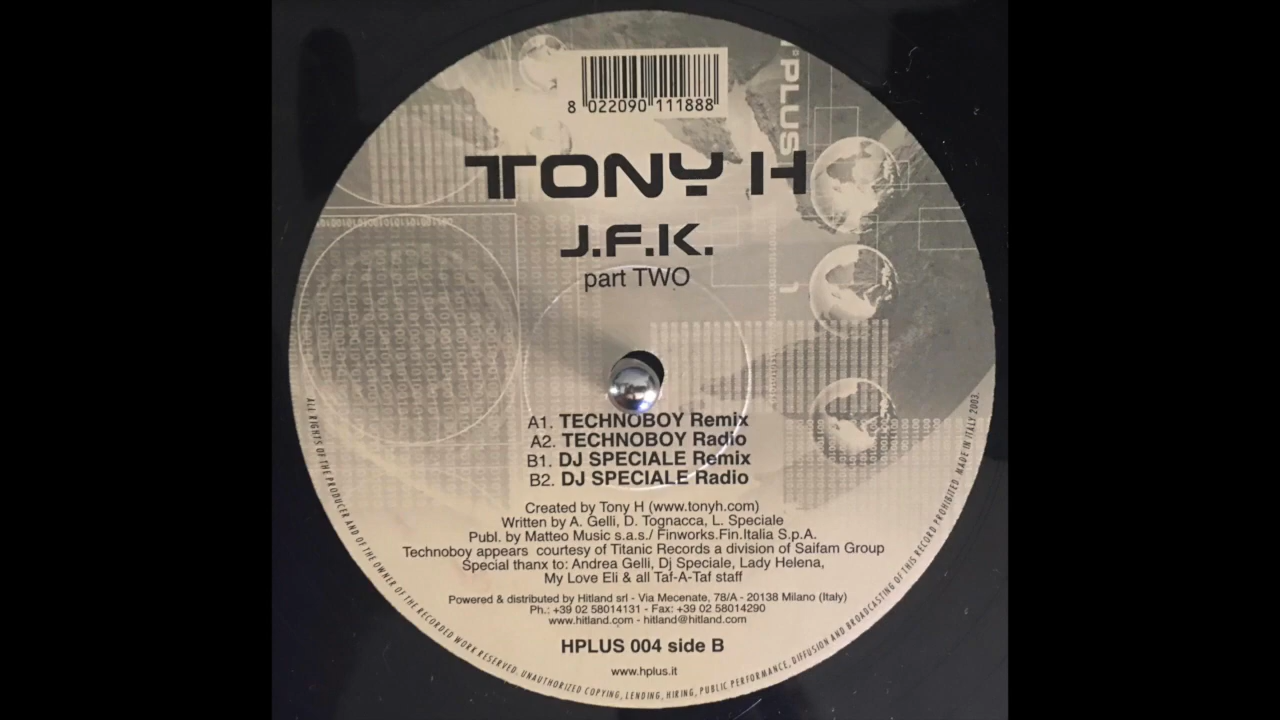 8 022090 111888
H*PLUS
TONY H
J.F.K.
part TWO
1
A1. TECHNOBOY Remix
A2. TECHNOBOY Radio
B1. DJ SPECIALE Remix
B2. DJ SPECIALE Radio
Created by Tony H (www.tonyh.com)
Written by A. Gelli, D. Tognacca, L. Speciale
Publ. by Matteo Music s.a.s./ Finworks.Fin.Italia S.p.A.
Technoboy appears courtesy of Titanic Records a division of Saifam Group
Special thanx to: Andrea Gelli, Dj Speciale, Lady Helena,
My Love Eli & all Taf-A-Taf staff
Powered & distributed by Hitland srl - Via Mecenate, 78/A - 20138 Milano (Italy)
Ph.: +39 02 58014131 - Fax: +39 02 58014290
www.hitland.com - hitland@hitland.com
HPLUS 004 side B
www.hplus.it
ALL RIGHTS OF THE PRODUCER AND OF THE OWNER OF THE RECORDED WORK RESERVED. UNAUTHORIZED COPYING, LENDING, HIRING, PUBLIC PERFORMANCE, DIFFUSION AND BROADCASTING OF THIS RECORD PROHIBITED. MADE IN ITALY 2003.